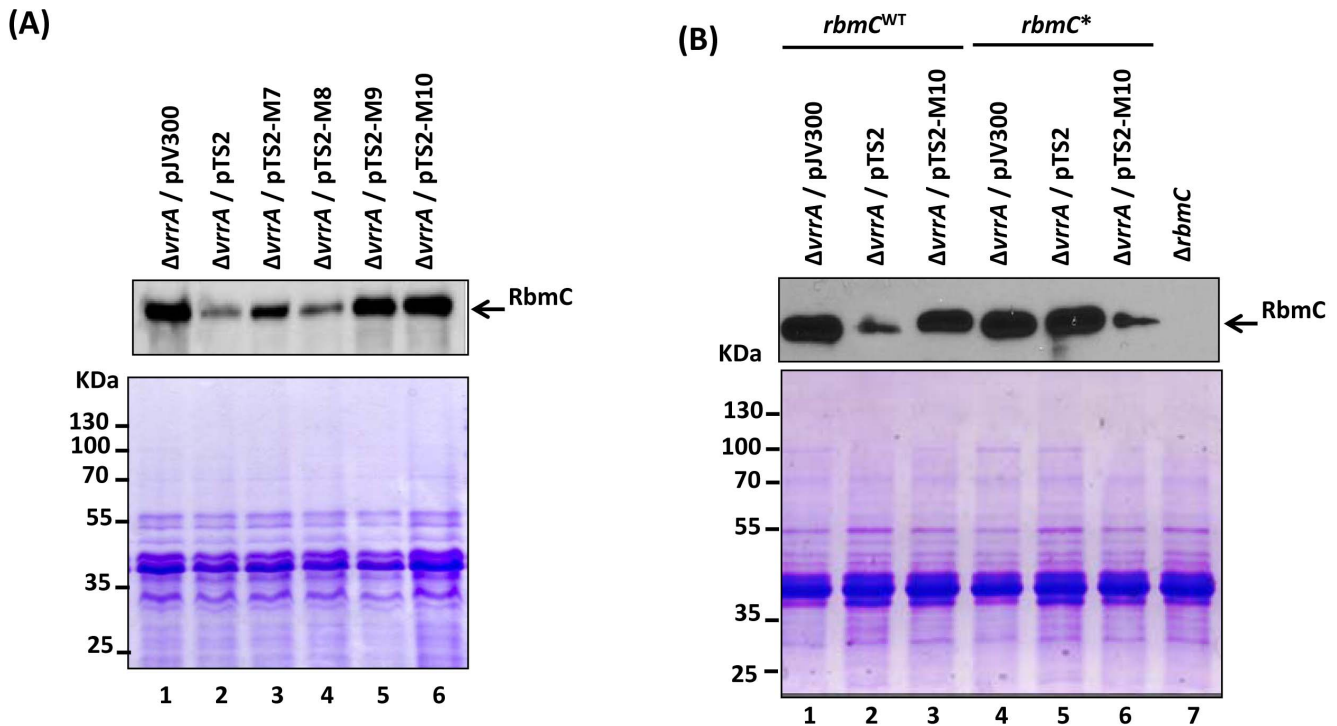 (A)
ΔvrrA / pJV300
ΔvrrA / pTS2
ΔvrrA / pTS2-M7
ΔvrrA / pTS2-M8
ΔvrrA / pTS2-M9
ΔvrrA / pTS2-M10
RbmC
KDa
130
100
70
55
35
25
1 2 3 4 5 6
(B)
rbmCWT rbmC*
ΔvrrA / pJV300
ΔvrrA / pTS2
ΔvrrA / pTS2-M10
ΔvrrA / pJV300
ΔvrrA / pTS2
ΔvrrA / pTS2-M10
ΔrbmC
RbmC
KDa
130
100
70
55
35
25
1 2 3 4 5 6 7